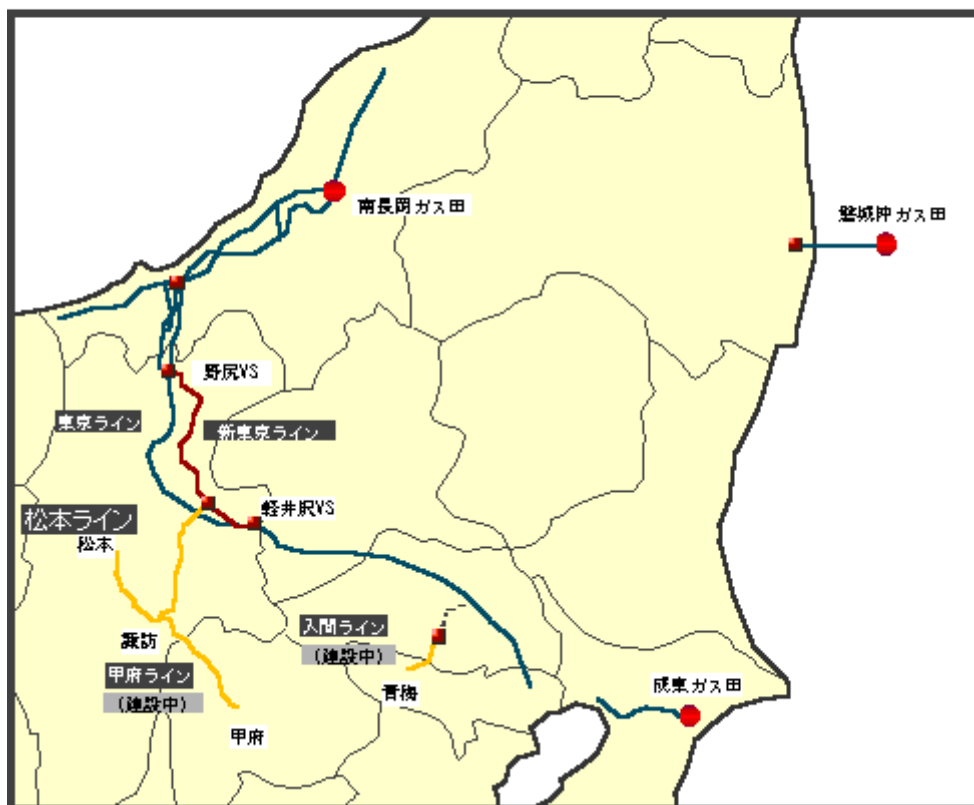 南長岡ガス田
磐城沖ガス田
野尻VS
東京ライン
新東京ライン
軽井沢VS
松本ライン
松本
入間ライン
(建設中)
諏訪
甲府ライン
(建設中)
青梅
成東ガス田
甲府